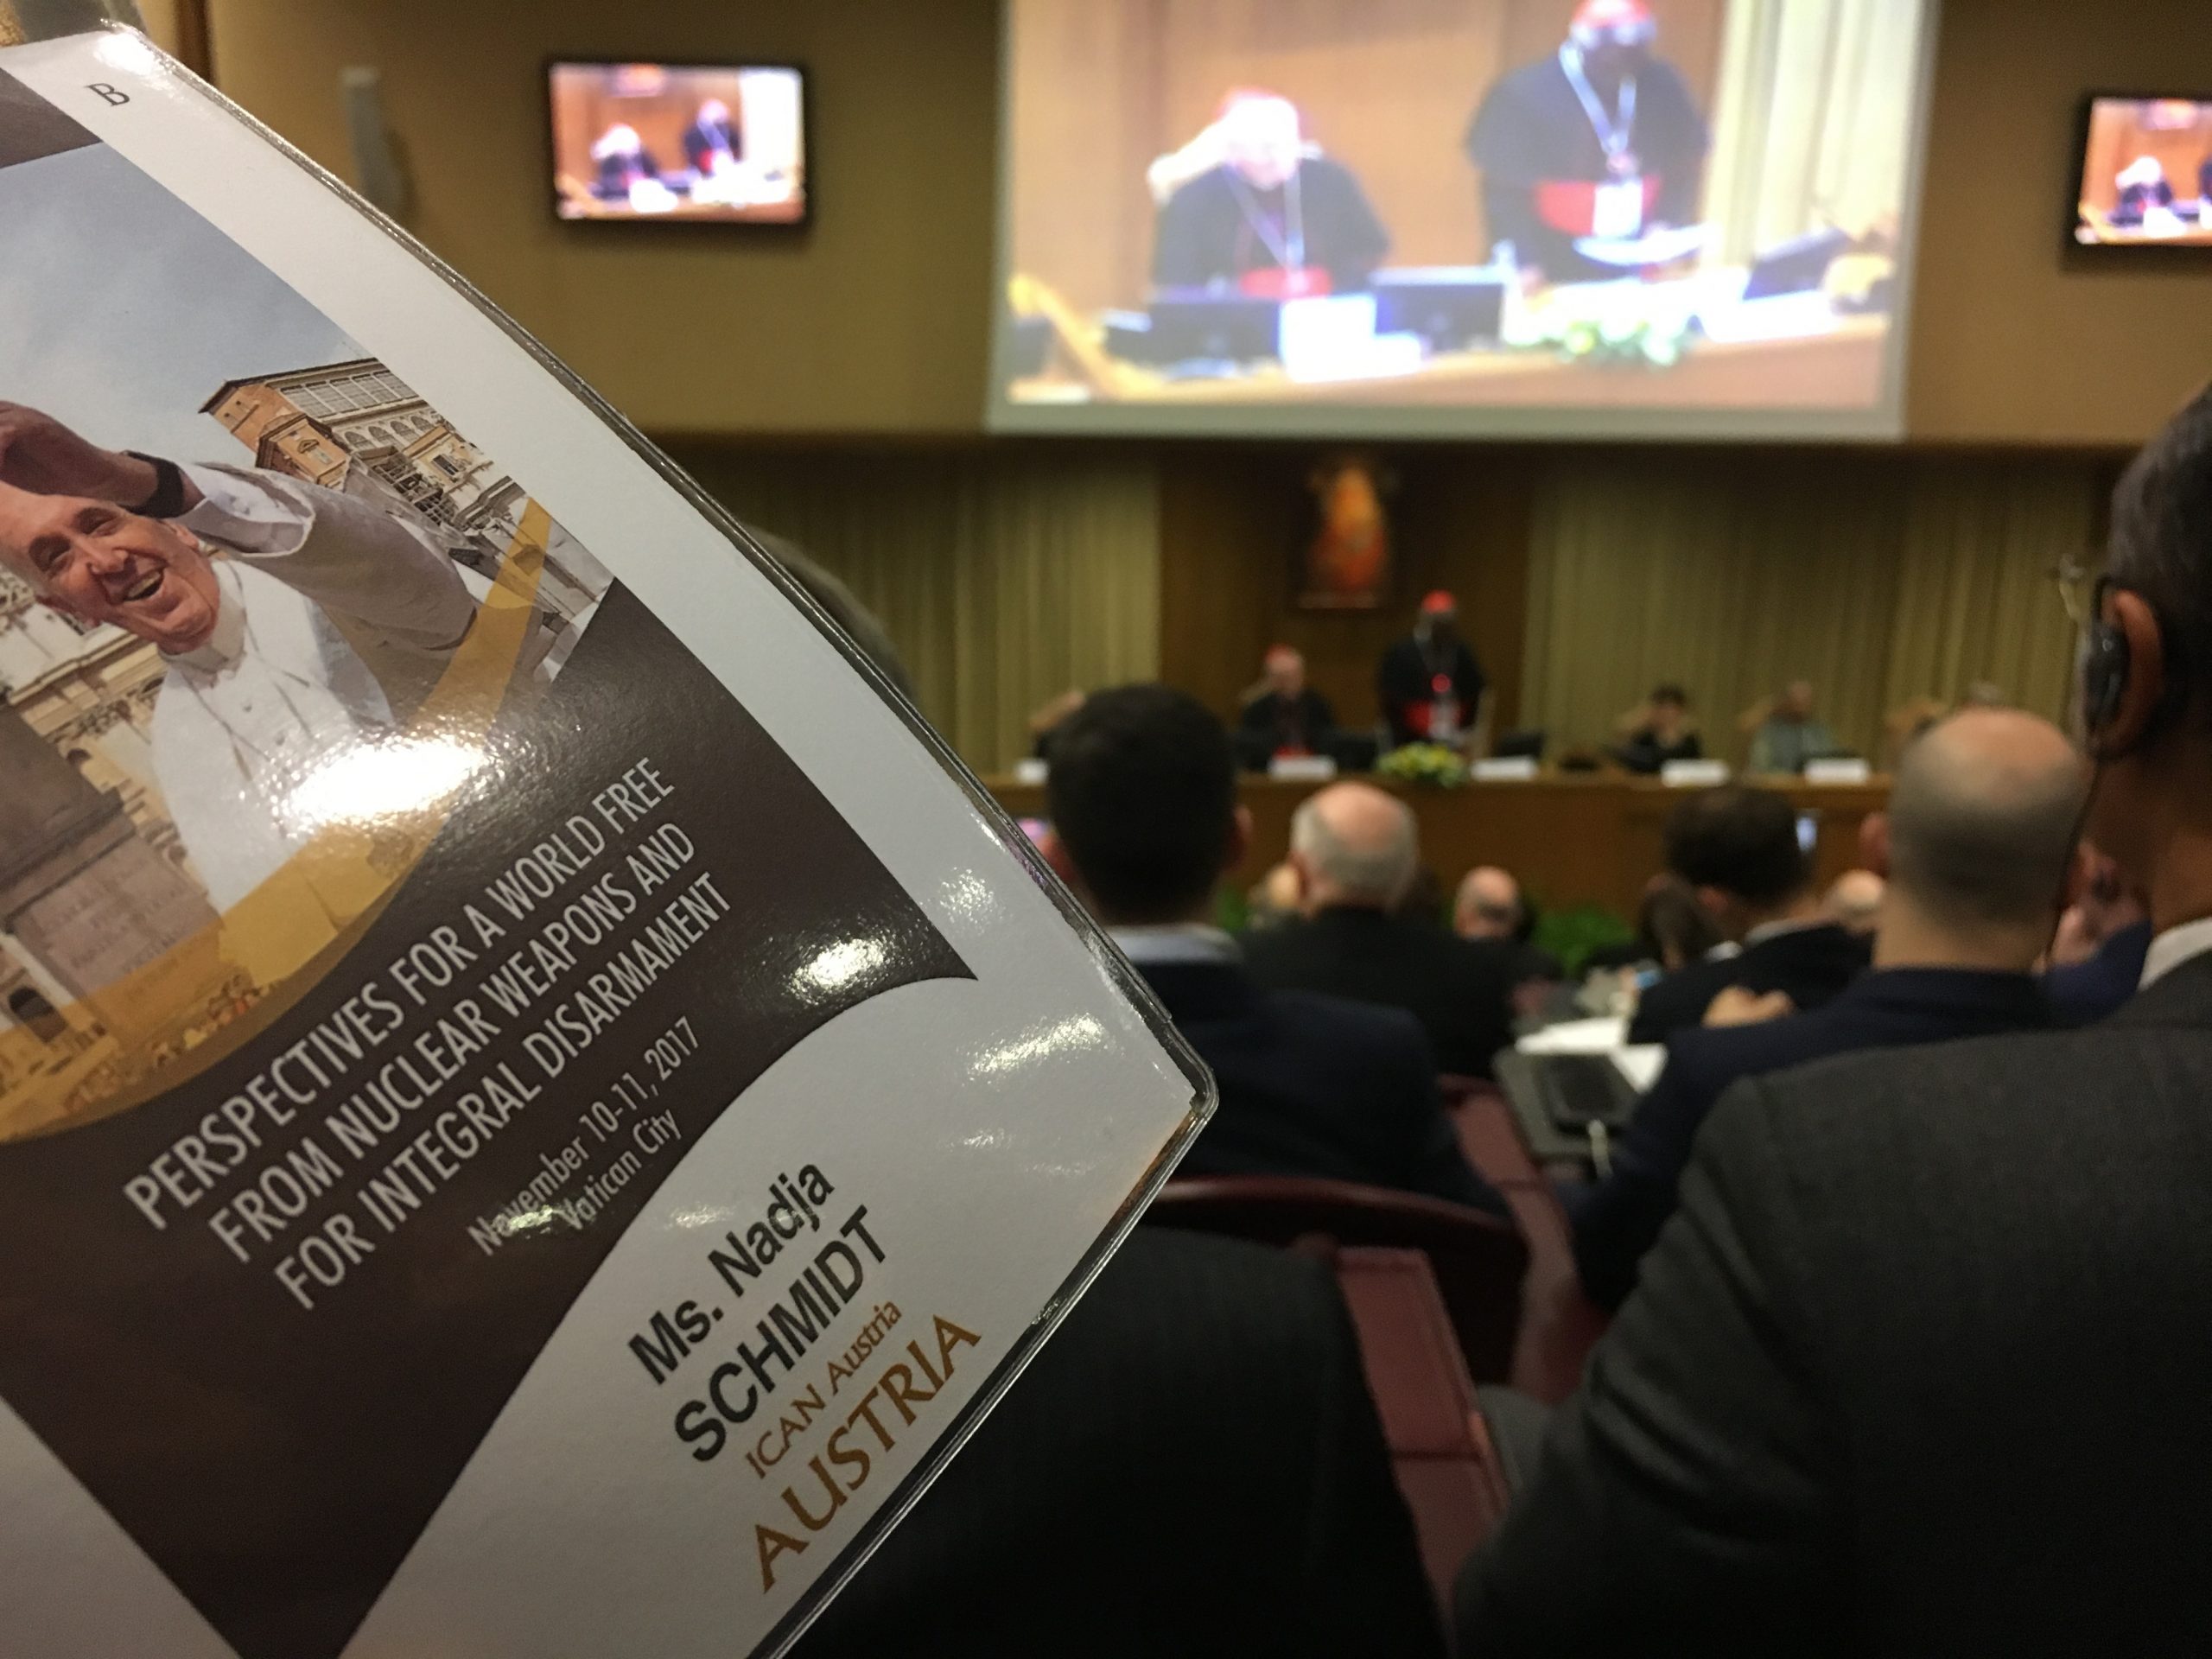 B
PERSPECTIVES FOR A WORLD FREE
FROM NUCLEAR WEAPONS AND
FOR INTEGRAL DISARMAMENT
November 10-11, 2017
Vatican City
Ms. Nadja
SCHMIDT
ICAN Austria
AUSTRIA